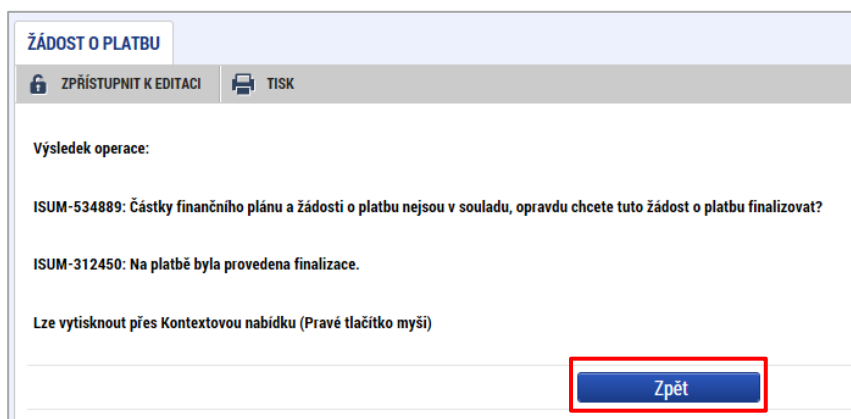 ŽÁDOST O PLATBU
ZPŘÍSTUPNIT K EDITACI TISK
Výsledek operace:
ISUM-534889: Částky finančního plánu a žádosti o platbu nejsou v souladu, opravdu chcete tuto žádost o platbu finalizovat?
ISUM-312450: Na platbě byla provedena finalizace.
Lze vytisknout přes Kontextovou nabídku (Pravé tlačítko myši)
Zpět